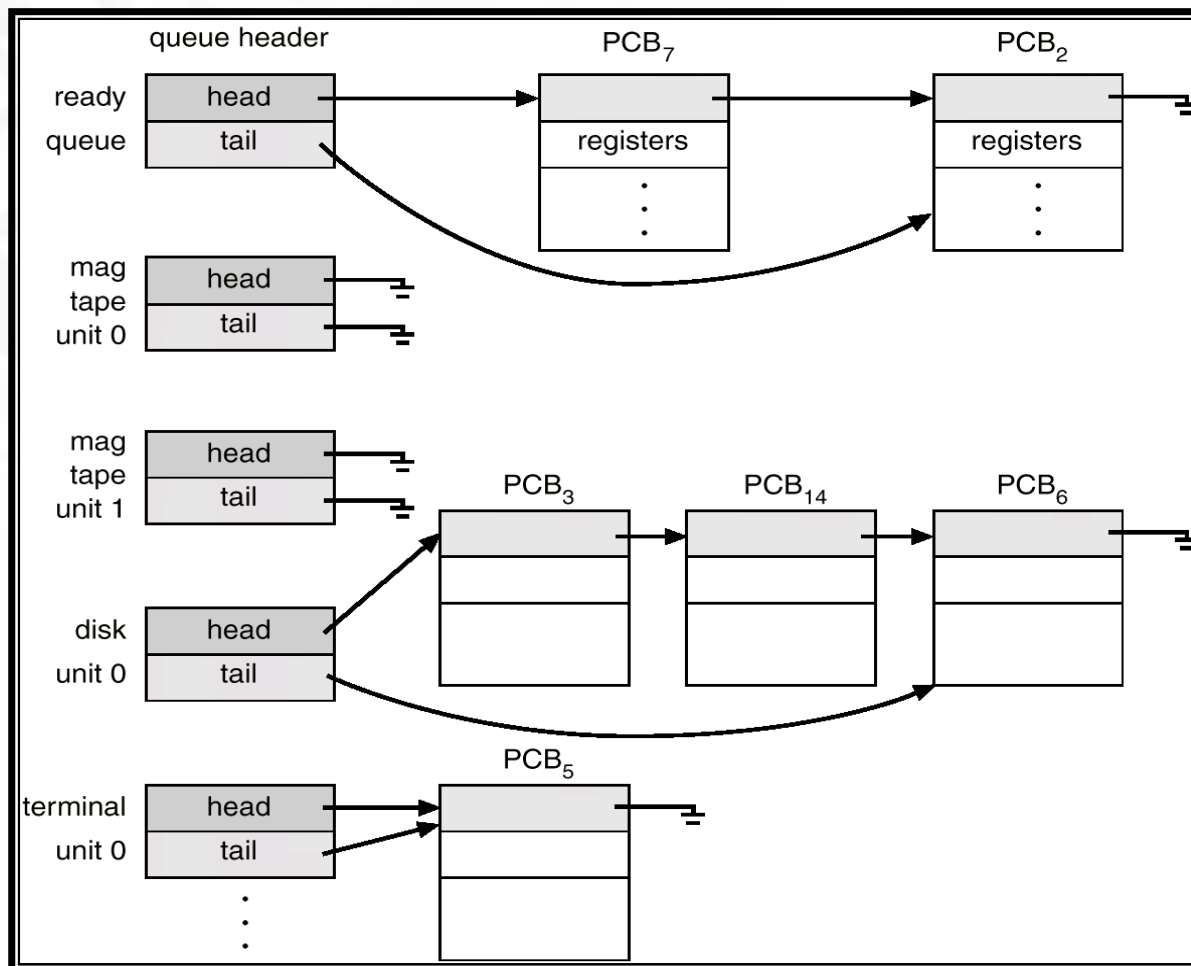 queue header
PCB7
PCB2
ready
queue
head
tail
registers
registers
mag
tape
unit 0
head
tail
mag
tape
unit 1
head
tail
PCB3
PCB14
PCB6
disk
unit 0
head
tail
PCB5
terminal
unit 0
head
tail